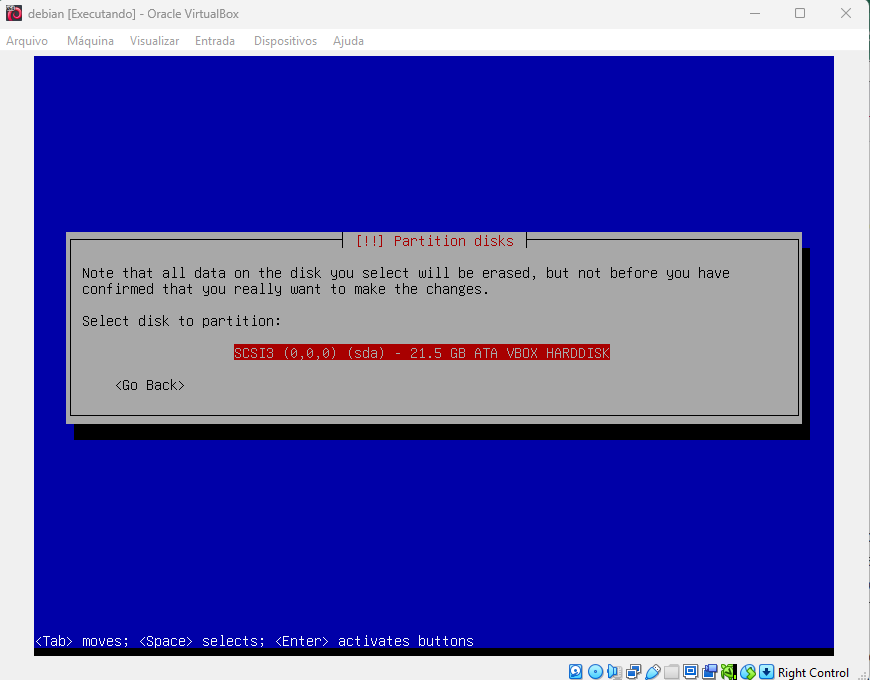 debian [Executando] - Oracle VirtualBox
Arquivo Máquina Visualizar Entrada Dispositivos Ajuda
[!!] Partition disks
Note that all data on the disk you select will be erased, but not before you have
confirmed that you really want to make the changes.
Select disk to partition:
SCSI3 (0,0,0) (sda) - 21.5 GB ATA VBOX HARDDISK
<Go Back>
<Tab> moves; <Space> selects; <Enter> activates buttons
Right Control